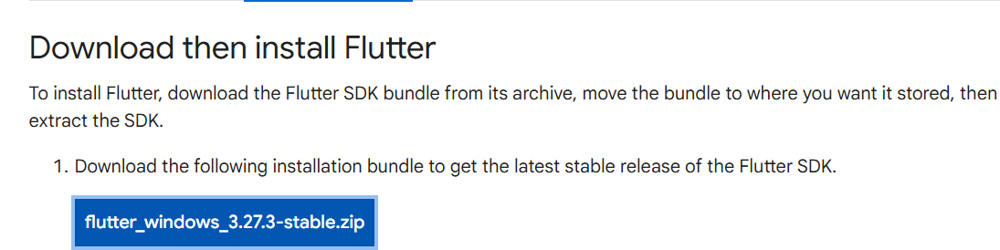 Download then install Flutter
To install Flutter, download the Flutter SDK bundle from its archive, move the bundle to where you want it stored, then
extract the SDK.
1. Download the following installation bundle to get the latest stable release of the Flutter SDK.
flutter_windows_3.27.3-stable.zip